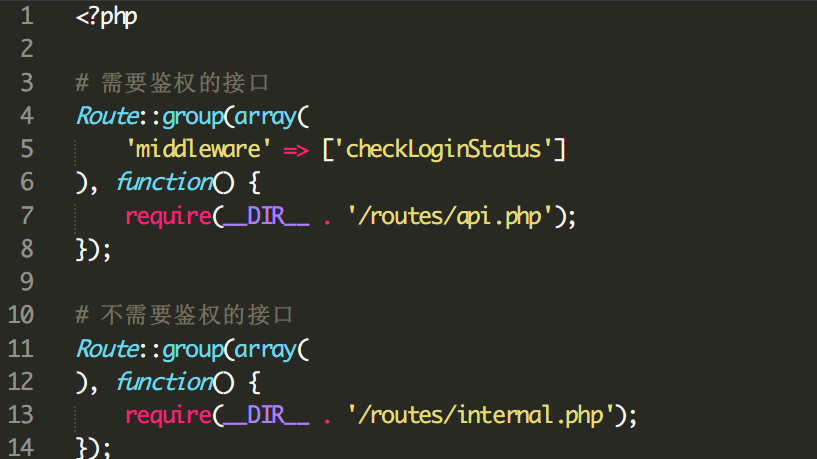 1 <?php
2
3 # 需要鉴权的接口
4 Route::group(array(
5     'middleware' => ['checkLoginStatus']
6 ), function() {
7     require(__DIR__ . '/routes/api.php');
8 });
9
10 # 不需要鉴权的接口
11 Route::group(array(
12 ), function() {
13     require(__DIR__ . '/routes/internal.php');
14 });